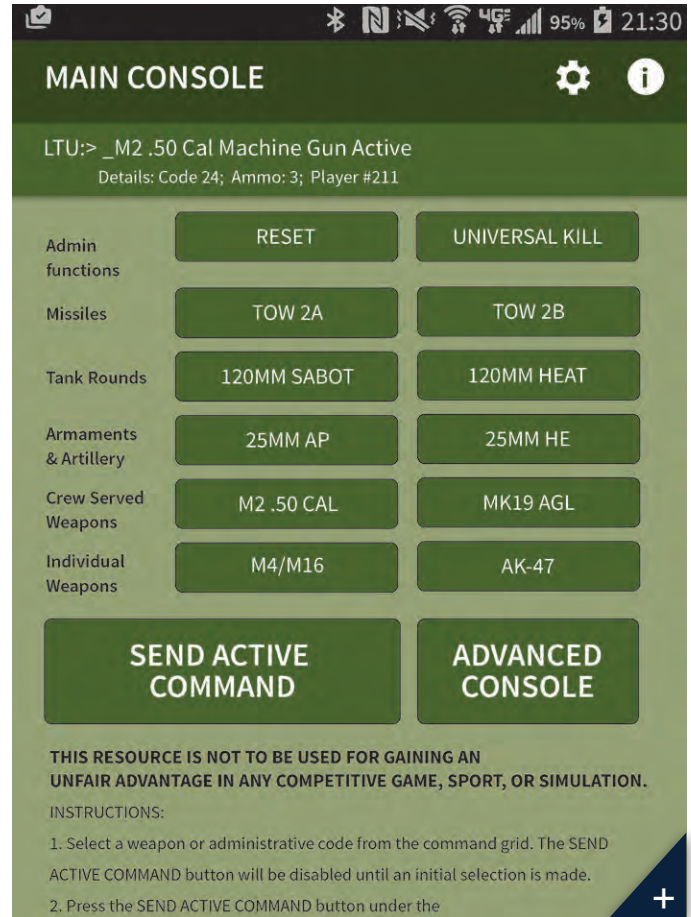 4GE 95% 21:30
MAIN CONSOLE i
LTU:> _M2 .50 Cal Machine Gun Active
Details: Code 24; Ammo: 3; Player #211
Admin
functions
RESET
UNIVERSAL KILL
Missiles
TOW 2A
TOW 2B
Tank Rounds
120MM SABOT
120MM HEAT
Armaments
& Artillery
25MM AP
25MM HE
Crew Served
Weapons
M2 .50 CAL
MK19 AGL
Individual
Weapons
M4/M16
AK-47
SEND ACTIVE
COMMAND
ADVANCED
CONSOLE
THIS RESOURCE IS NOT TO BE USED FOR GAINING AN
UNFAIR ADVANTAGE IN ANY COMPETITIVE GAME, SPORT, OR SIMULATION.
INSTRUCTIONS:
1. Select a weapon or administrative code from the command grid. The SEND
ACTIVE COMMAND button will be disabled until an initial selection is made.
2. Press the SEND ACTIVE COMMAND button under the
+